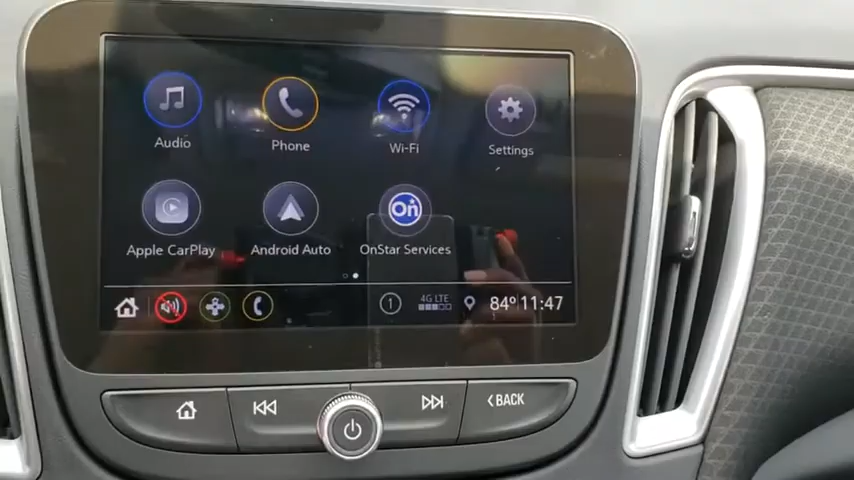 Audio
Phone
Wi-Fi
Settings
Apple CarPlay
Android Auto
On
OnStar Services
1
4G LTE
84° 11:47
BACK